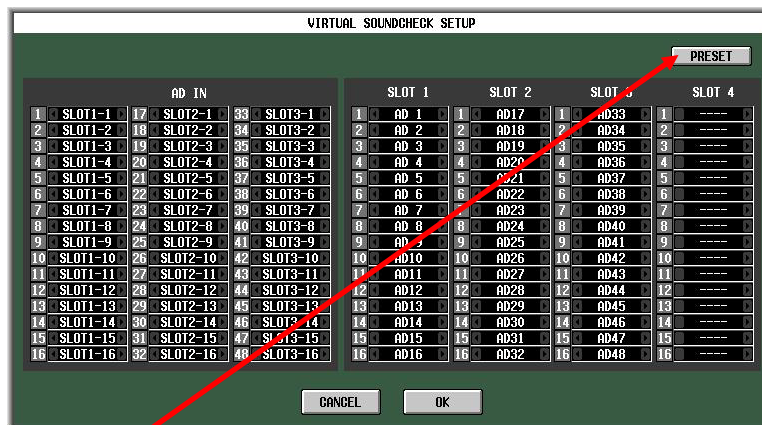 VIRTUAL SOUNDCHECK SETUP
PRESET
AD IN
SLOT 1 SLOT 2 SLOT 3 SLOT 4
1 SLOT1-1 17 SLOT2-1 33 SLOT3-1 1 AD 1 1 AD17 1 AD33 1 ----
2 SLOT1-2 18 SLOT2-2 34 SLOT3-2 2 AD 2 2 AD18 2 AD34 2 ----
3 SLOT1-3 19 SLOT2-3 35 SLOT3-3 3 AD 3 3 AD19 3 AD35 3 ----
4 SLOT1-4 20 SLOT2-4 36 SLOT3-4 4 AD 4 4 AD20 4 AD36 4 ----
5 SLOT1-5 21 SLOT2-5 37 SLOT3-5 5 AD 5 5 AD21 5 AD37 5 ----
6 SLOT1-6 22 SLOT2-6 38 SLOT3-6 6 AD 6 6 AD22 6 AD38 6 ----
7 SLOT1-7 23 SLOT2-7 39 SLOT3-7 7 AD 7 7 AD23 7 AD39 7 ----
8 SLOT1-8 24 SLOT2-8 40 SLOT3-8 8 AD 8 8 AD24 8 AD40 8 ----
9 SLOT1-9 25 SLOT2-9 41 SLOT3-9 9 AD 9 9 AD25 9 AD41 9 ----
10 SLOT1-10 26 SLOT2-10 42 SLOT3-10 10 AD10 10 AD26 10 AD42 10 ----
11 SLOT1-11 27 SLOT2-11 43 SLOT3-11 11 AD11 11 AD27 11 AD43 11 ----
12 SLOT1-12 28 SLOT2-12 44 SLOT3-12 12 AD12 12 AD28 12 AD44 12 ----
13 SLOT1-13 29 SLOT2-13 45 SLOT3-13 13 AD13 13 AD29 13 AD45 13 ----
14 SLOT1-14 30 SLOT2-14 46 SLOT3-14 14 AD14 14 AD30 14 AD46 14 ----
15 SLOT1-15 31 SLOT2-15 47 SLOT3-15 15 AD15 15 AD31 15 AD47 15 ----
16 SLOT1-16 32 SLOT2-16 48 SLOT3-16 16 AD16 16 AD32 16 AD48 16 ----
CANCEL OK